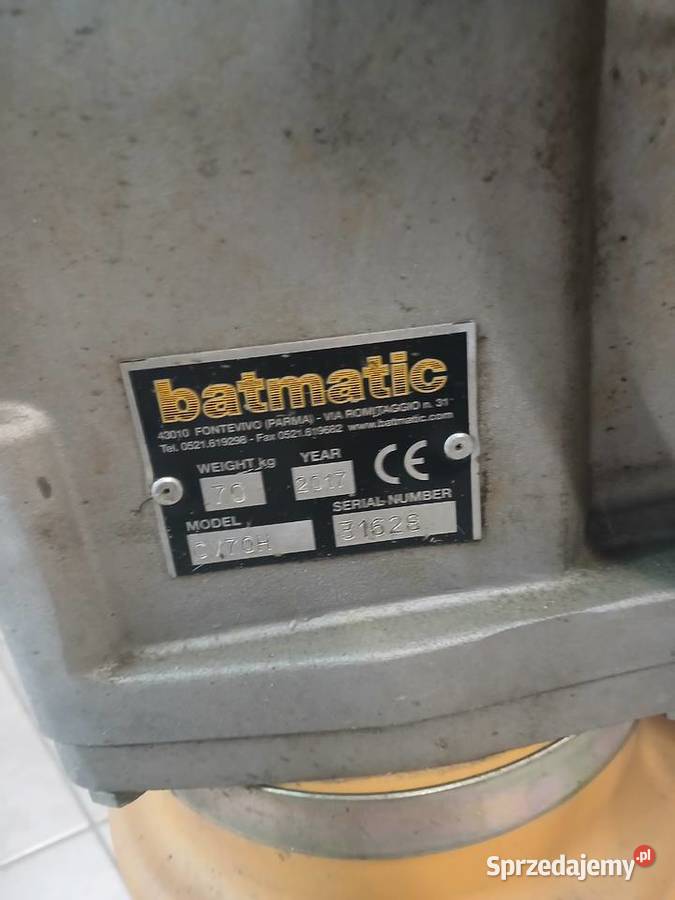 batmatic
43010 FONTEVIVO (PARMA) - VIA ROMITAGGIO n. 31
Tel. 0521.619298 - Fax 0521.619682 www.batmatic.com
WEIGHT kg 70
YEAR 2017
CE
MODEL
SERIAL NUMBER
Sprzedajemy.pl